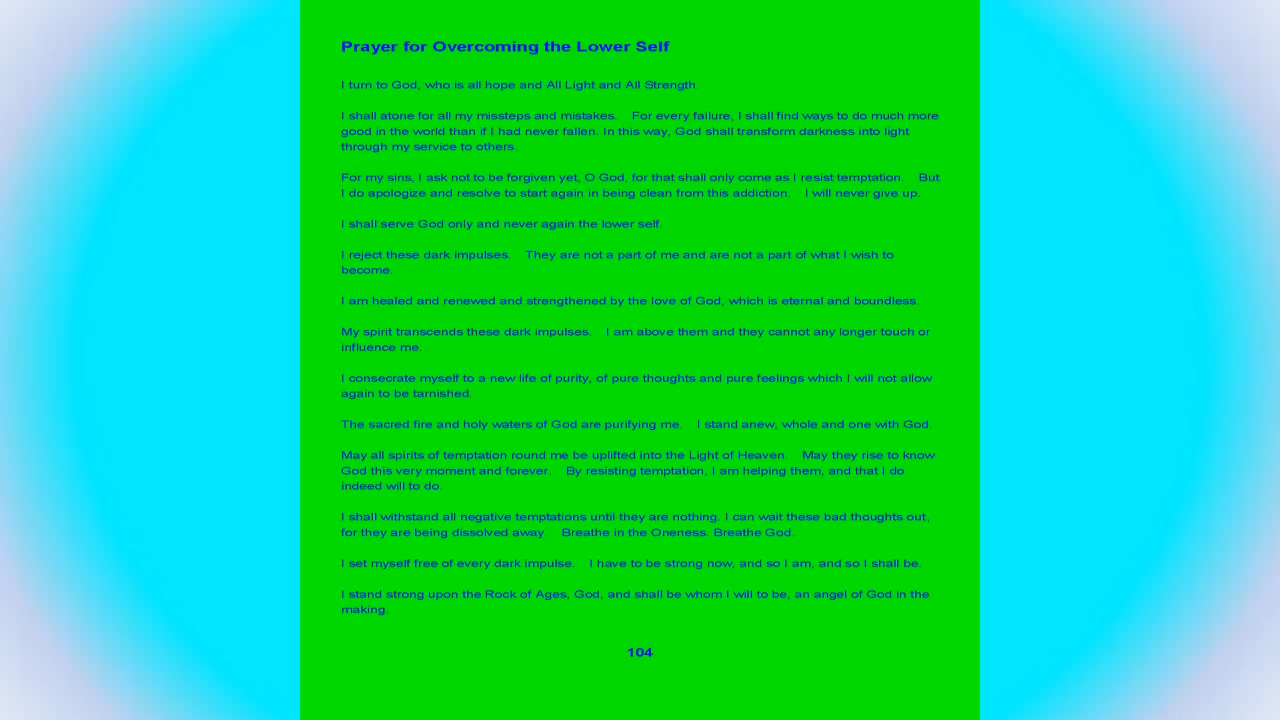 Prayer for Overcoming the Lower Self
I turn to God, who is all hope and All Light and All Strength.
I shall atone for all my missteps and mistakes.    For every failure, I shall find ways to do much more
good in the world than if I had never fallen. In this way, God shall transform darkness into light
through my service to others.
For my sins, I ask not to be forgiven yet, O God, for that shall only come as I resist temptation.    But
I do apologize and resolve to start again in being clean from this addiction.    I will never give up.
I shall serve God only and never again the lower self.
I reject these dark impulses.    They are not a part of me and are not a part of what I wish to
become.
I am healed and renewed and strengthened by the love of God, which is eternal and boundless.
My spirit transcends these dark impulses.    I am above them and they cannot any longer touch or
influence me.
I consecrate myself to a new life of purity, of pure thoughts and pure feelings which I will not allow
again to be tarnished.
The sacred fire and holy waters of God are purifying me.    I stand anew, whole and one with God.
May all spirits of temptation round me be uplifted into the Light of Heaven.    May they rise to know
God this very moment and forever.    By resisting temptation, I am helping them, and that I do
indeed will to do.
I shall withstand all negative temptations until they are nothing. I can wait these bad thoughts out,
for they are being dissolved away.    Breathe in the Oneness. Breathe God.
I set myself free of every dark impulse.    I have to be strong now, and so I am, and so I shall be.
I stand strong upon the Rock of Ages, God, and shall be whom I will to be, an angel of God in the
making.
104